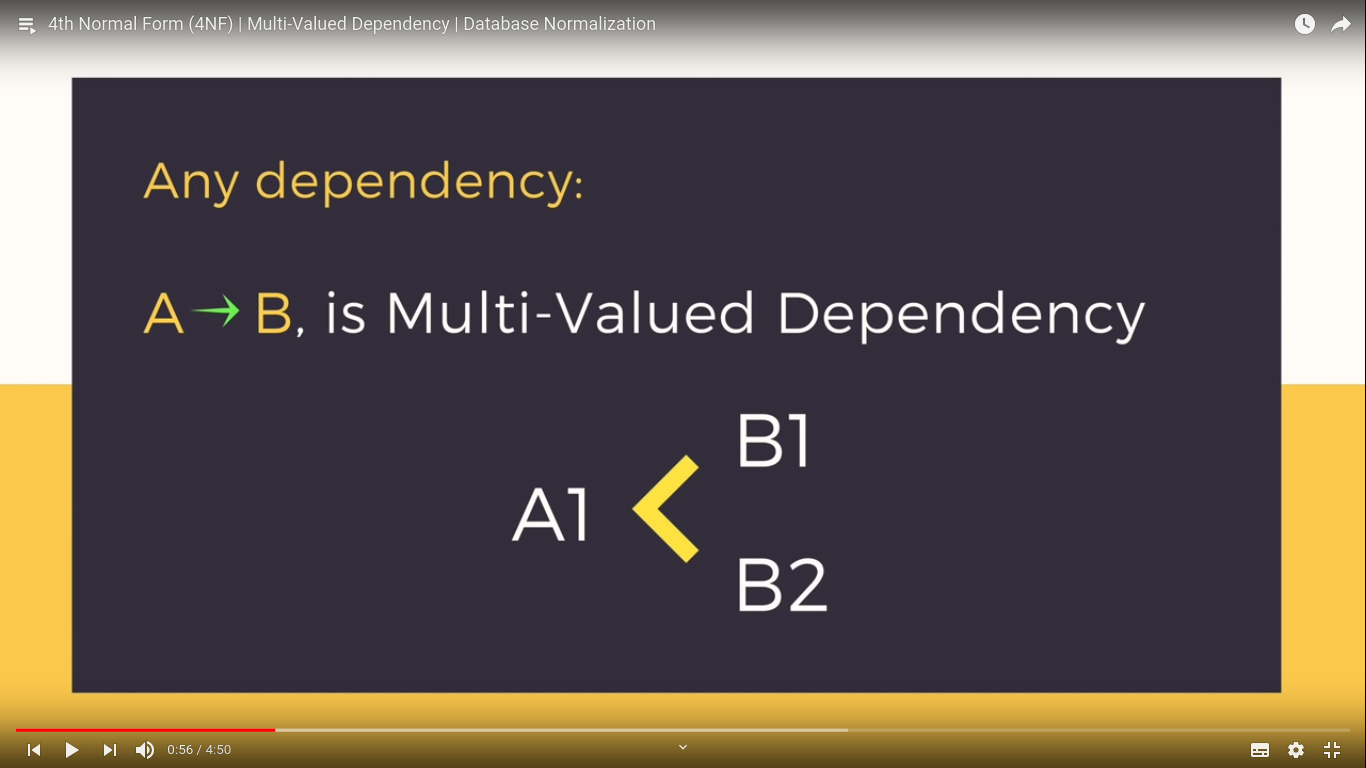 4th Normal Form (4NF) | Multi-Valued Dependency | Database Normalization
Any dependency:
A → B, is Multi-Valued Dependency
B1
A1
B2
0:56 / 4:50